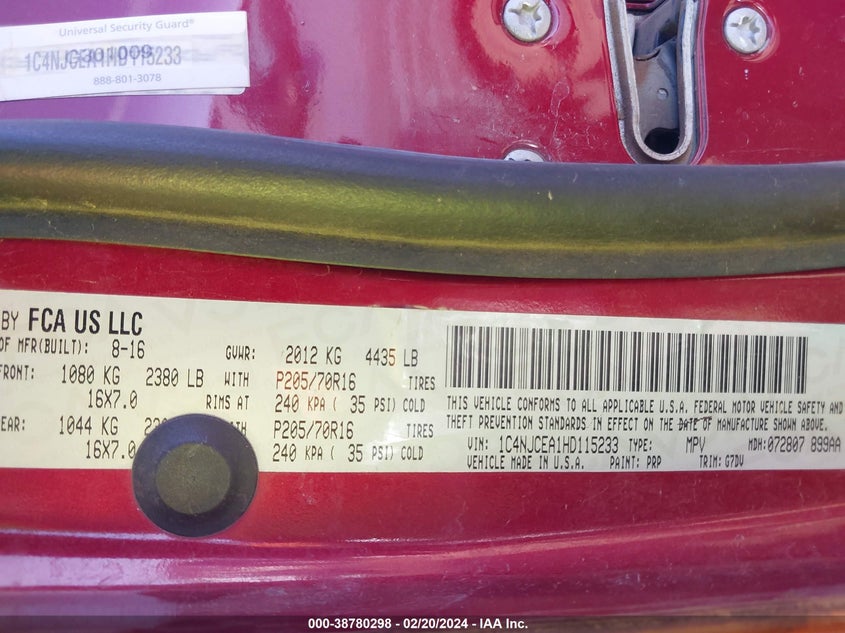 Universal Security Guard®
1C4NJCEA1HD115233
888-801-3078
BY FCA US LLC
OF MFR(BUILT): 8-16 GVWR: 2012 KG 4435 LB
FRONT: 1080 KG 2380 LB WITH P205/70R16 TIRES
16X7.0 RIMS AT 240 KPA ( 35 PSI) COLD
EAR: 1044 KG P205/70R16 TIRES
16X7.0 240 KPA ( 35 PSI) COLD
THIS VEHICLE CONFORMS TO ALL APPLICABLE U.S.A. FEDERAL MOTOR VEHICLE SAFETY AND
THEFT PREVENTION STANDARDS IN EFFECT ON THE DATE OF MANUFACTURE SHOWN ABOVE.
VIN: 1C4NJCEA1HD115233 TYPE: MPV MDH: 072807 899AA
VEHICLE MADE IN U.S.A. PAINT: PRP TRIM: G7DV
000-38780298 - 02/20/2024 - IAA Inc.